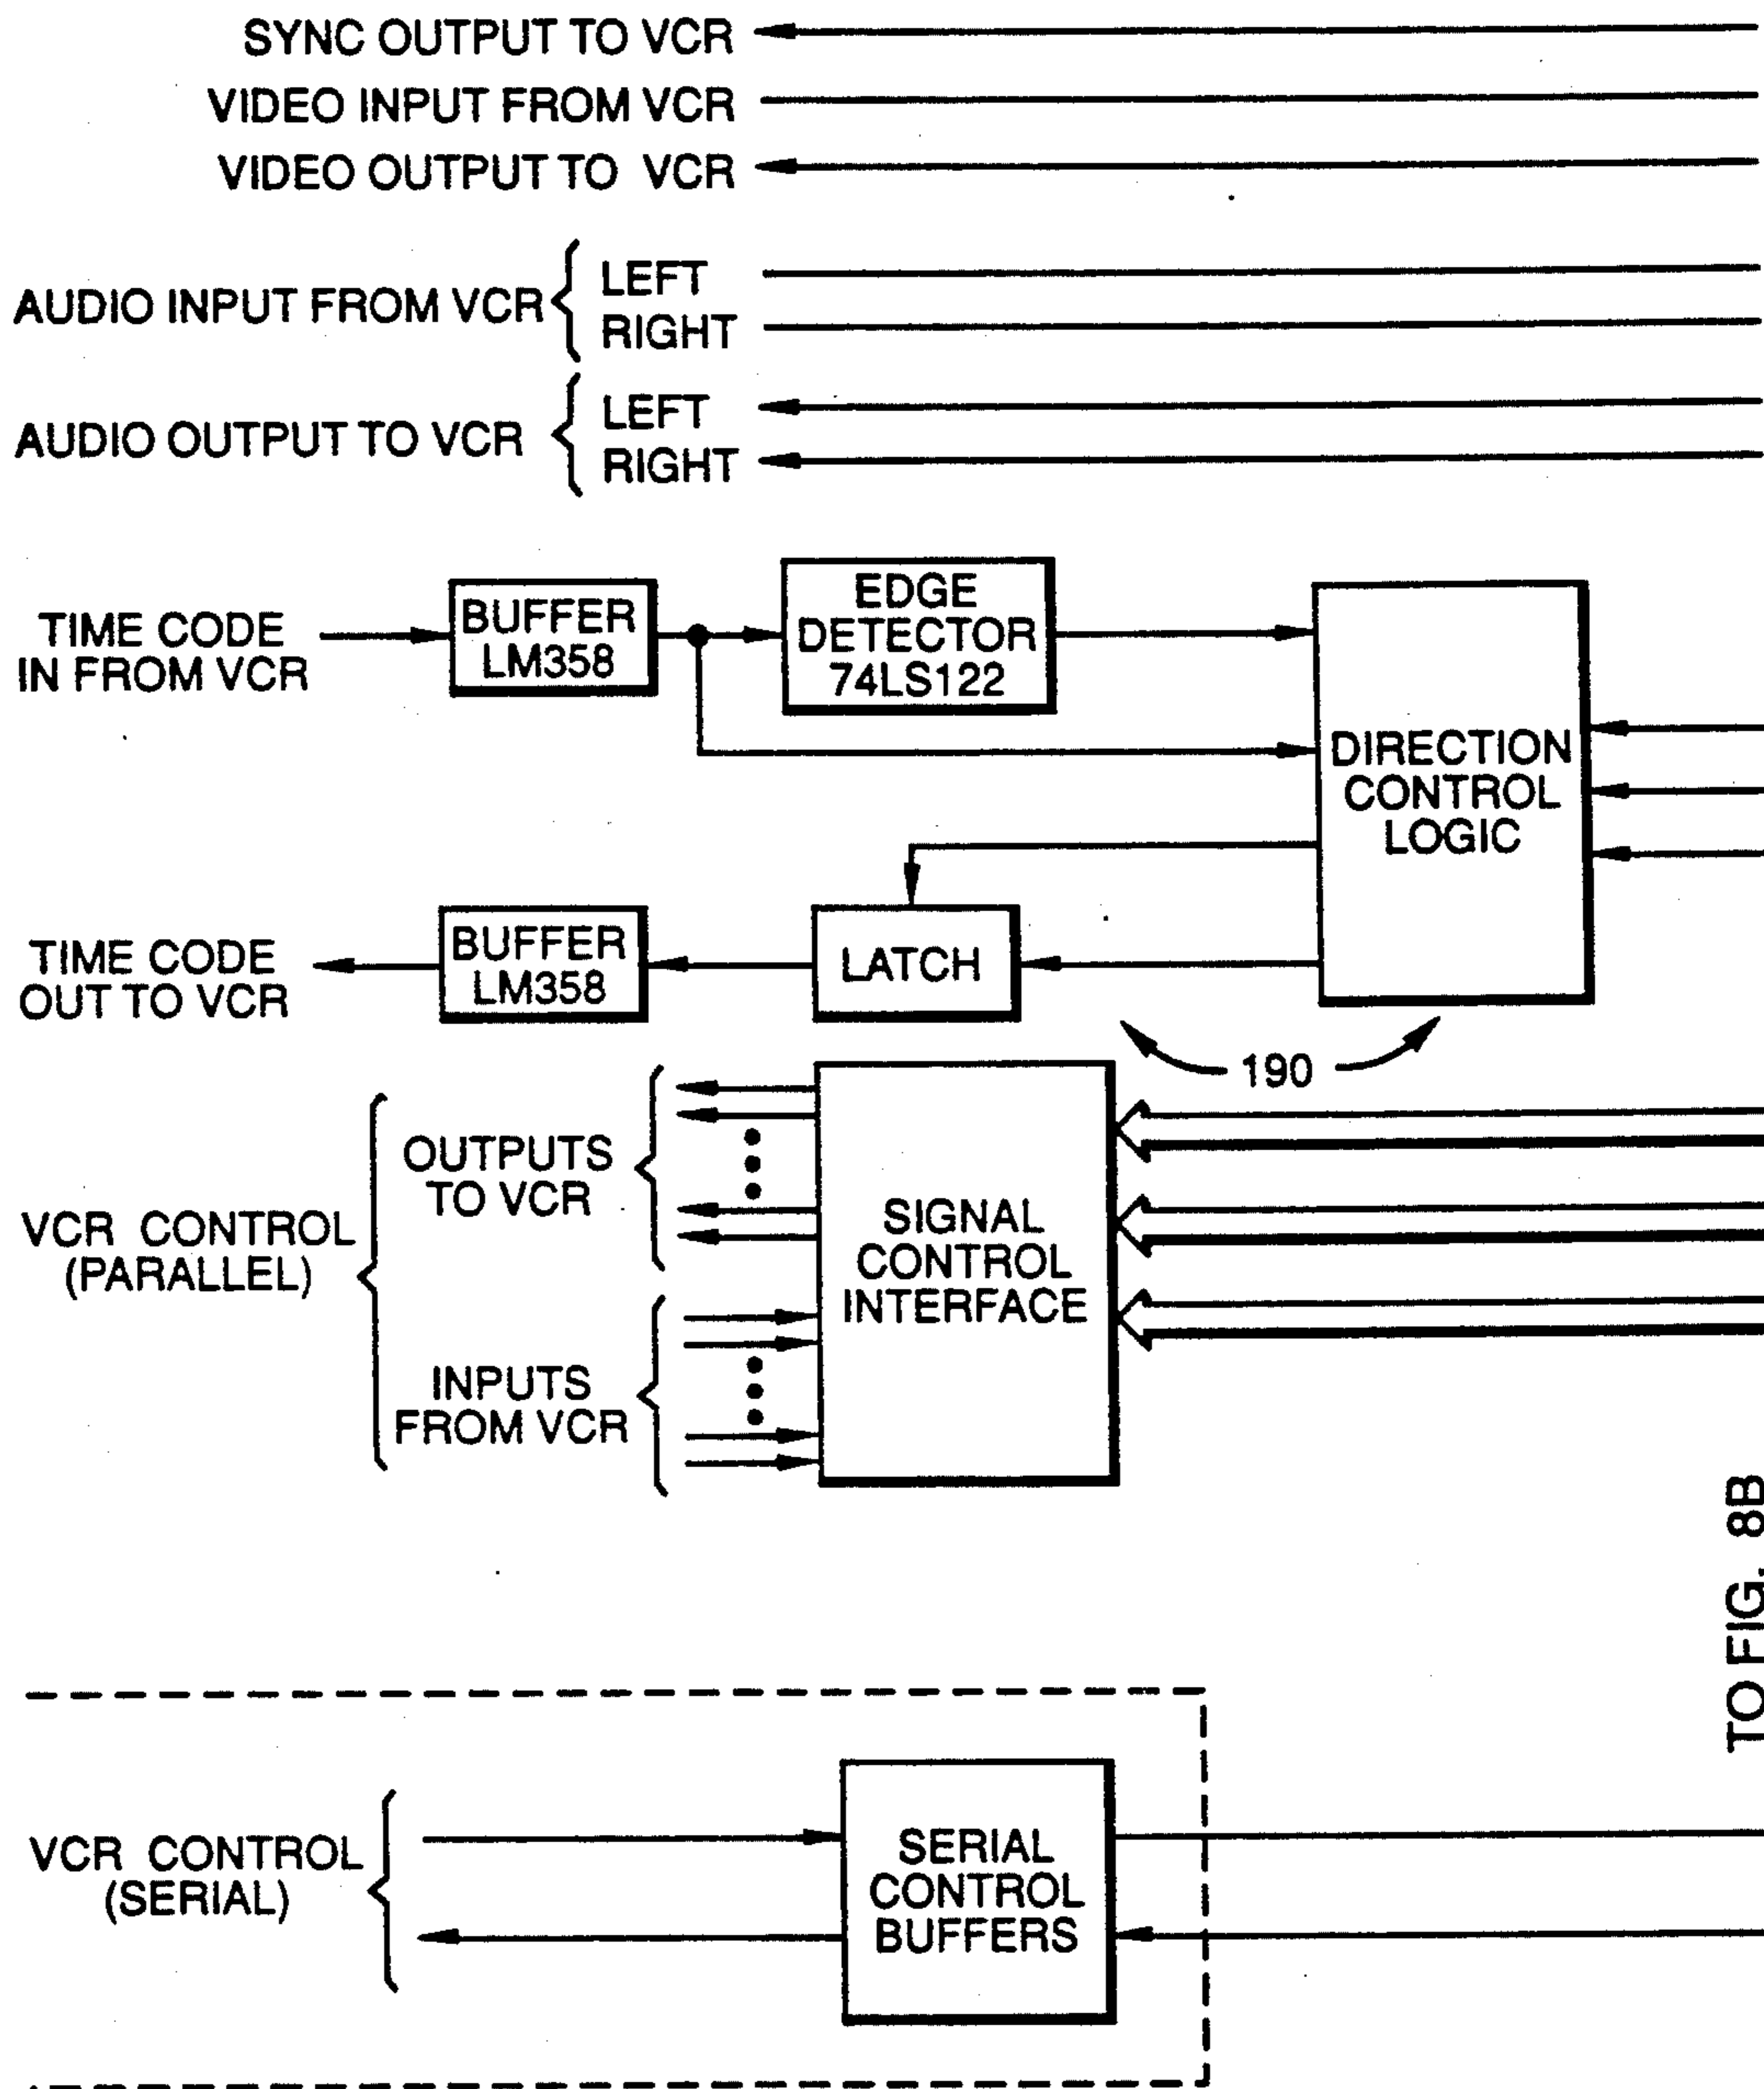 SYNC OUTPUT TO VCR
VIDEO INPUT FROM VCR
VIDEO OUTPUT TO VCR
AUDIO INPUT FROM VCR
LEFT
RIGHT
AUDIO OUTPUT TO VCR
LEFT
RIGHT
TIME CODE
IN FROM VCR
BUFFER
LM358
EDGE
DETECTOR
74LS122
DIRECTION
CONTROL
LOGIC
TIME CODE
OUT TO VCR
BUFFER
LM358
LATCH
190
VCR CONTROL
(PARALLEL)
OUTPUTS
TO VCR
INPUTS
FROM VCR
SIGNAL
CONTROL
INTERFACE
TO FIG. 8B
VCR CONTROL
(SERIAL)
SERIAL
CONTROL
BUFFERS